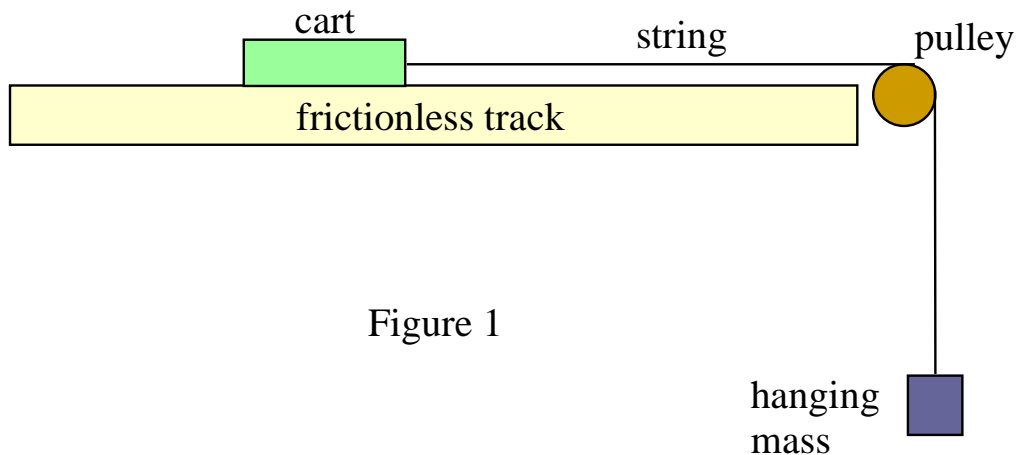 cart
string
pulley
frictionless track
Figure 1
hanging
mass